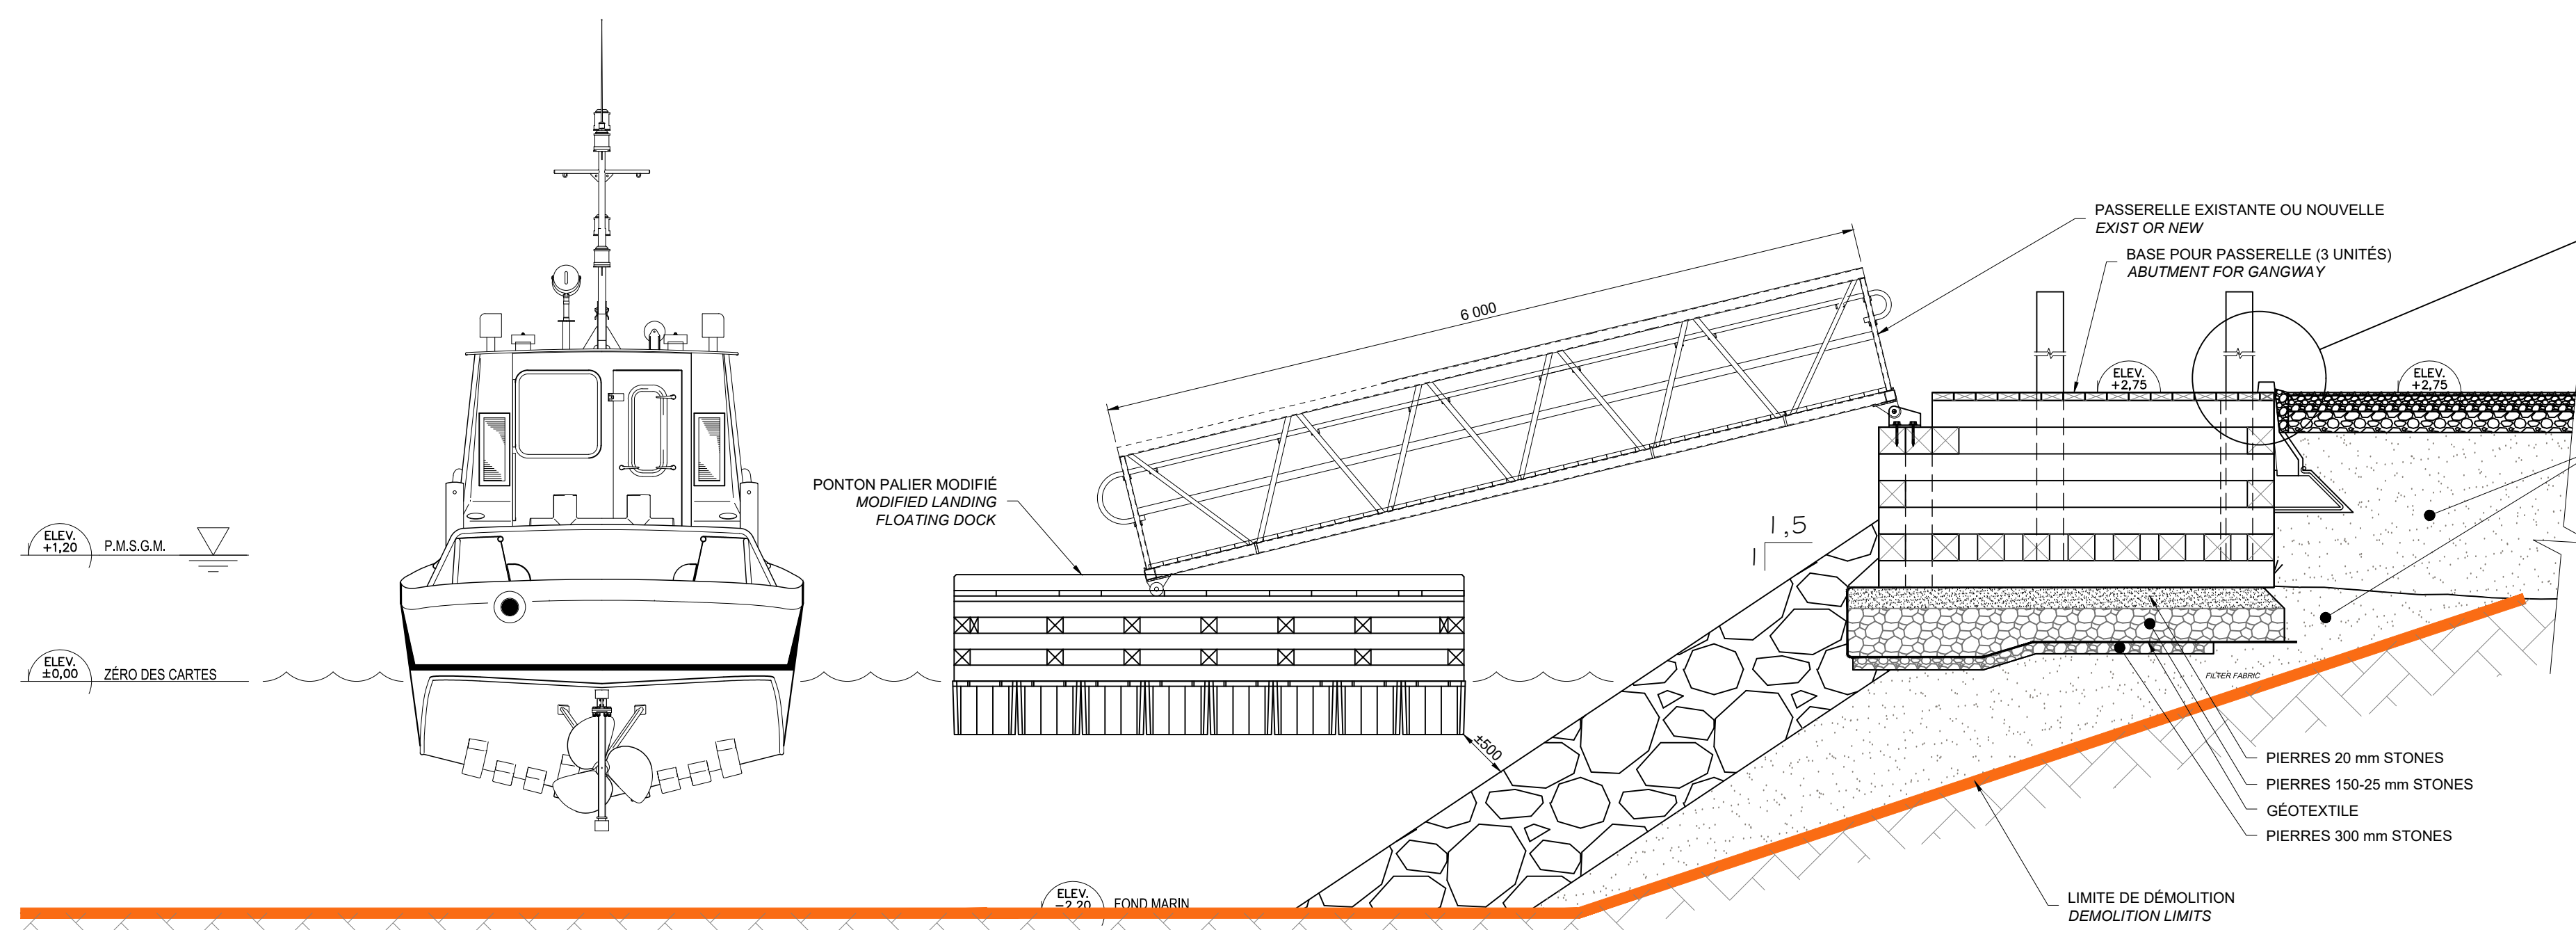 PASSERELLE EXISTANTE OU NOUVELLE
EXIST OR NEW
BASE POUR PASSERELLE (3 UNITÉS)
ABUTMENT FOR GANGWAY
6 000
ELEV.
+2,75
ELEV.
+2,75
PONTON PALIER MODIFIÉ
MODIFIED LANDING
FLOATING DOCK
1,5
1
ELEV.
+1,20
P.M.S.G.M.
ELEV.
±0,00
ZÉRO DES CARTES
FILTER FABRIC
±500
PIERRES 20 mm STONES
PIERRES 150-25 mm STONES
GÉOTEXTILE
PIERRES 300 mm STONES
ELEV.
-2,20
FOND MARIN
LIMITE DE DÉMOLITION
DEMOLITION LIMITS